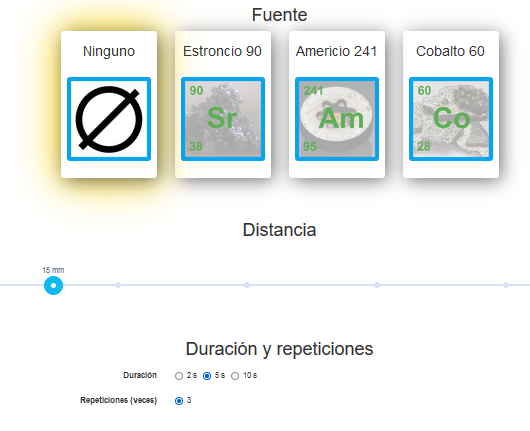 Fuente
Ninguno Estroncio 90 Americio 241 Cobalto 60
90 241 60
Sr Am Co
38 95 28
Distancia
15 mm
Duración y repeticiones
Duración 2 s 5 s 10 s
Repeticiones (veces) 3